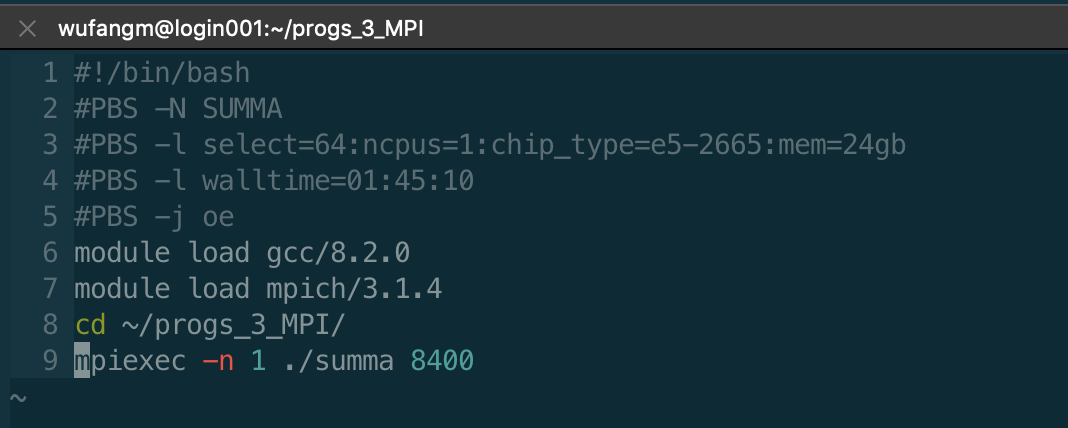 wufangm@login001:~/progs_3_MPI
1 #!/bin/bash
2 #PBS -N SUMMA
3 #PBS -l select=64:ncpus=1:chip_type=e5-2665:mem=24gb
4 #PBS -l walltime=01:45:10
5 #PBS -j oe
6 module load gcc/8.2.0
7 module load mpich/3.1.4
8 cd ~/progs_3_MPI/
9 mpiexec -n 1 ./summa 8400
~